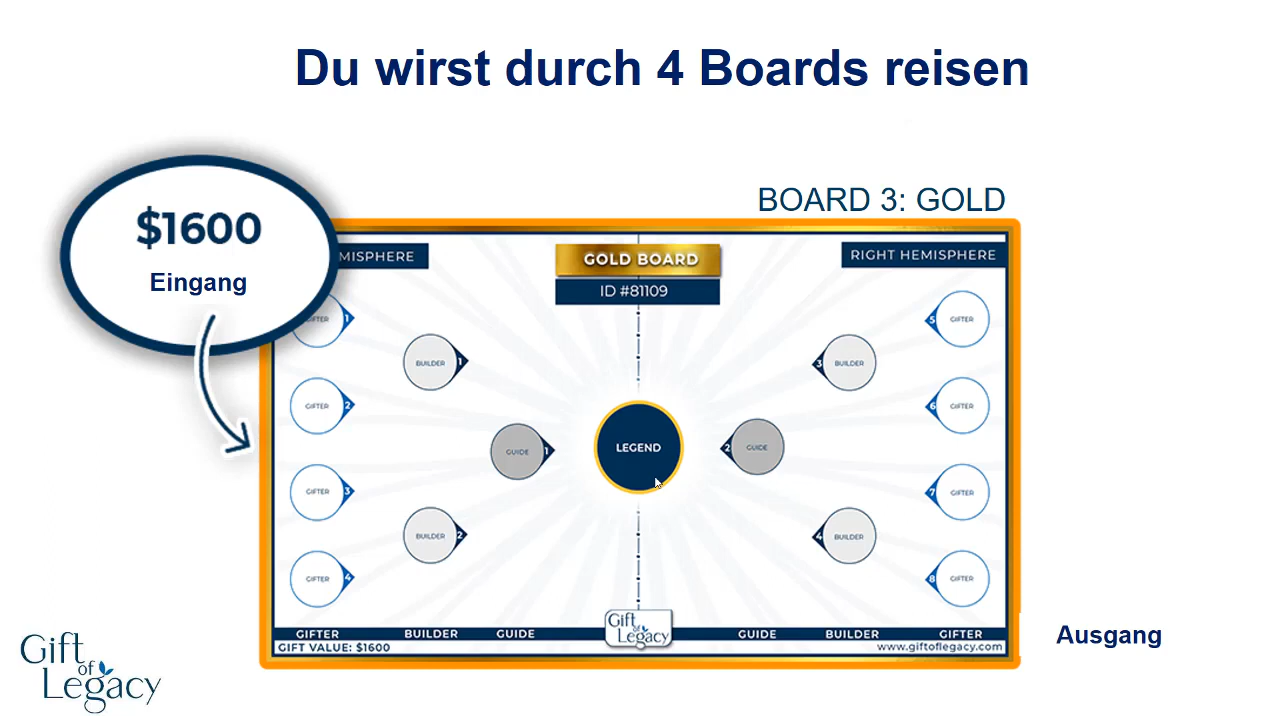 Du wirst durch 4 Boards reisen
BOARD 3: GOLD
$1600
Eingang
MISPHERE
GOLD BOARD
ID #81109
RIGHT HEMISPHERE
GIFTER 1
BUILDER 1
3 BUILDER
5 GIFTER
GIFTER 2
6 GIFTER
GUIDE 1
LEGEND
2 GUIDE
GIFTER 3
7 GIFTER
BUILDER 2
4 BUILDER
GIFTER 4
8 GIFTER
GIFTER BUILDER GUIDE
Gift of Legacy
GUIDE BUILDER GIFTER
GIFT VALUE: $1600
www.giftoflegacy.com
Ausgang
Gift
of
Legacy